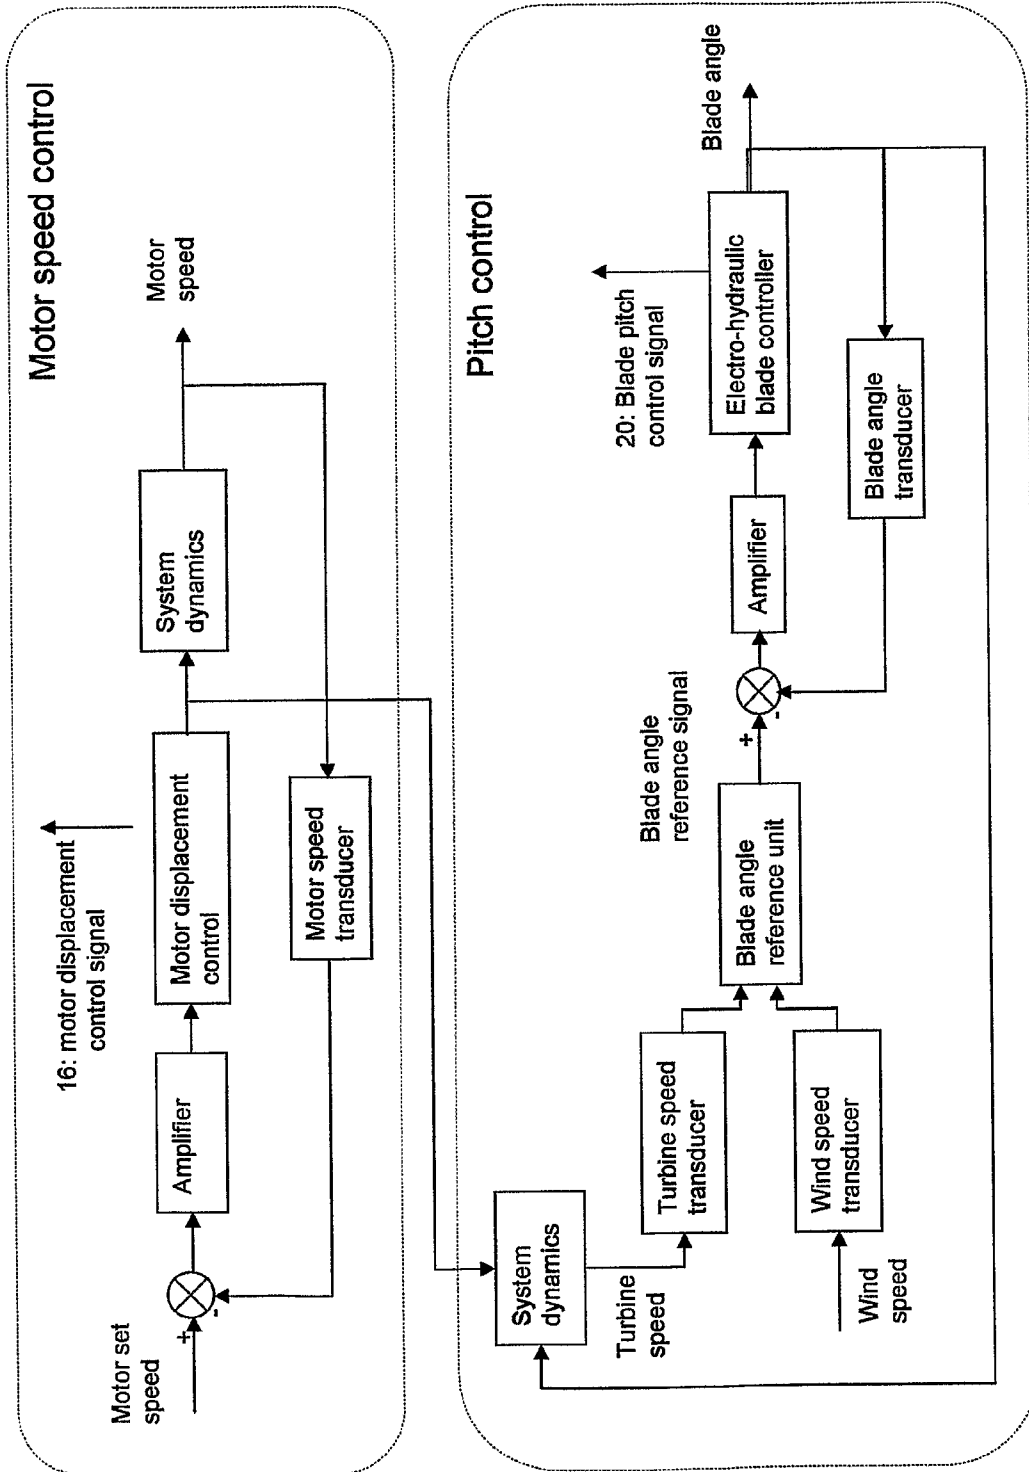 Motor speed control
Motor set
speed
+
-
Amplifier
16: motor displacement
control signal
Motor displacement
control
System
dynamics
Motor
speed
Motor speed
transducer
Pitch control
System
dynamics
Turbine
speed
Turbine speed
transducer
Wind
speed
Wind speed
transducer
Blade angle
reference unit
Blade angle
reference signal
+
-
Amplifier
20: Blade pitch
control signal
Electro-hydraulic
blade controller
Blade angle
Blade angle
transducer